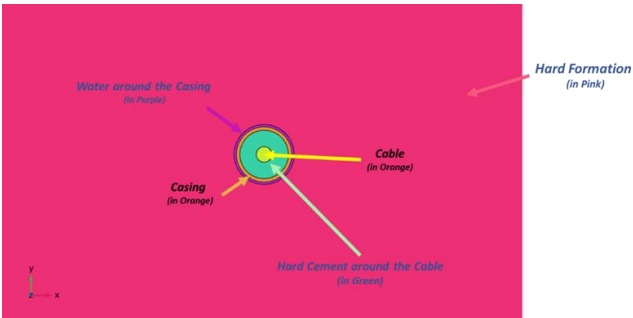 Hard Formation
(in Pink)
Water around the Casing
(in Purple)
Cable
(in Orange)
Casing
(in Orange)
Hard Cement around the Cable
(in Green)
y
z
x